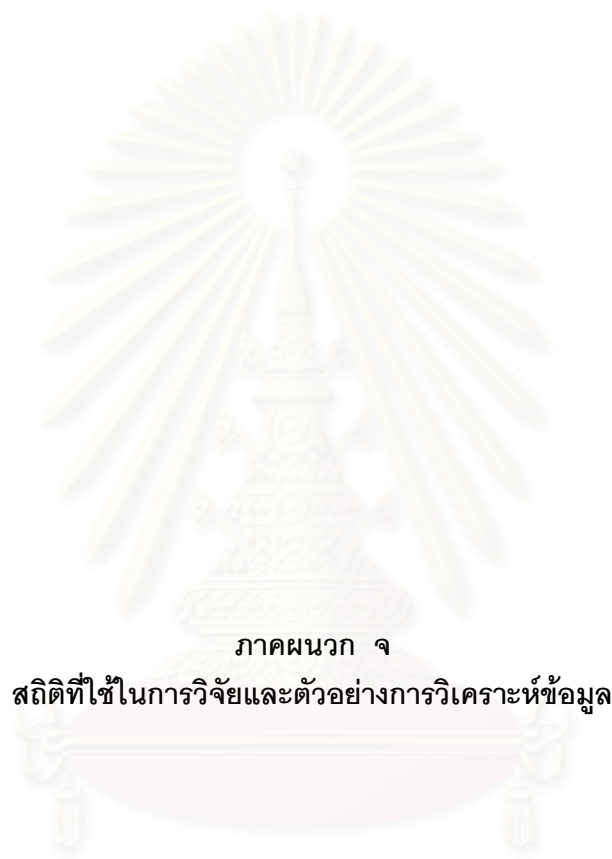 ภาคผนวก จ
สถิติที่ใช้ในการวิจัยและตัวอย่างการวิเคราะห์ข้อมูล